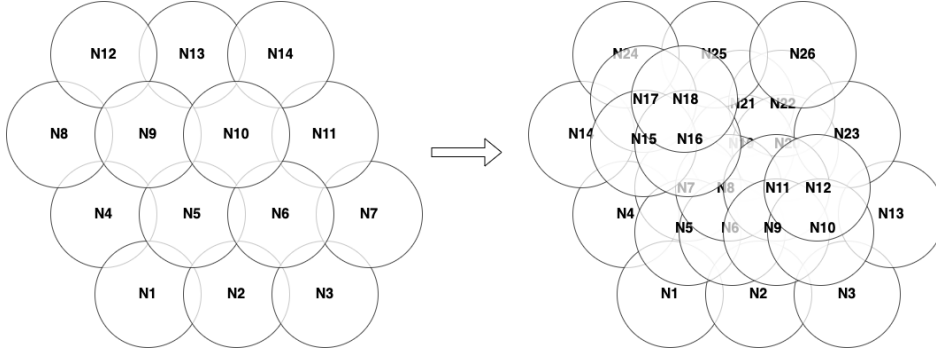 N12 N13 N14
N8 N9 N10 N11
N4 N5 N6 N7
N1 N2 N3
N24 N25 N26
N17 N18 N21 N22
N14 N15 N16 N23
N7 N8 N11 N12
N4 N5 N6 N9 N10 N13
N1 N2 N3